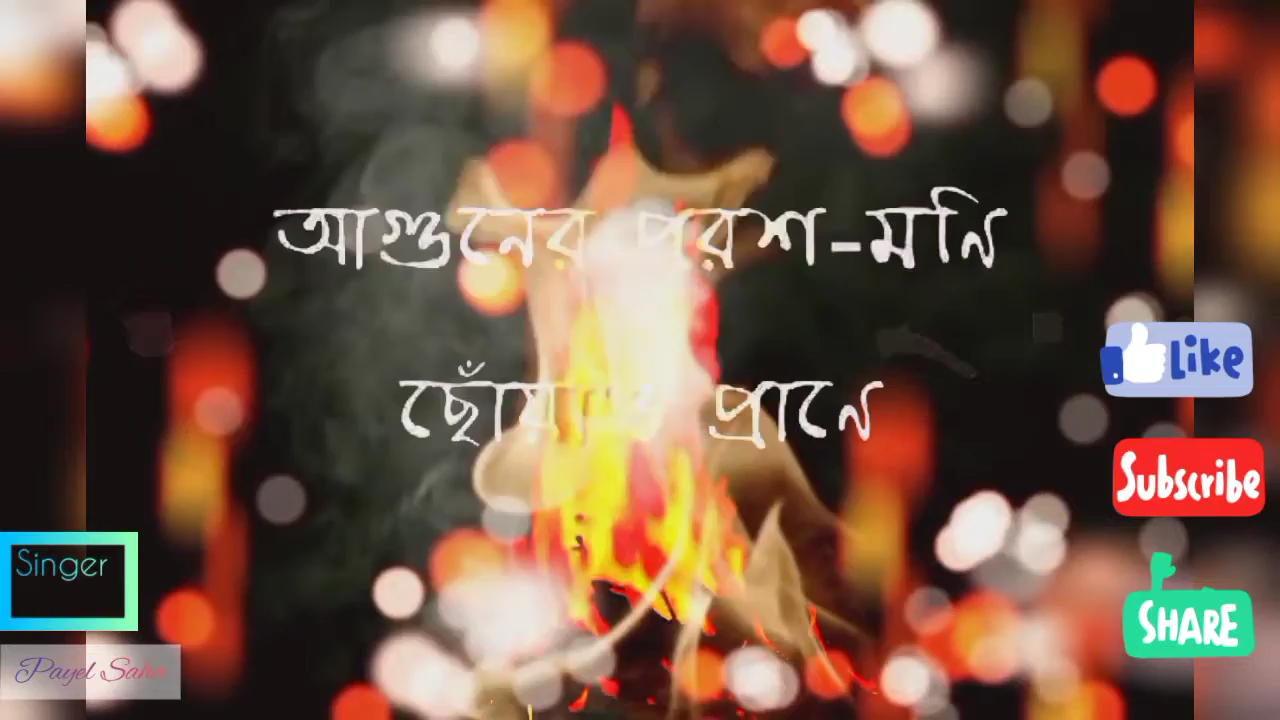 আগুনের পরশ-মনি
ছোঁয়াও প্রানে
Like
Subscribe
SHARE
Singer
Payel Saha